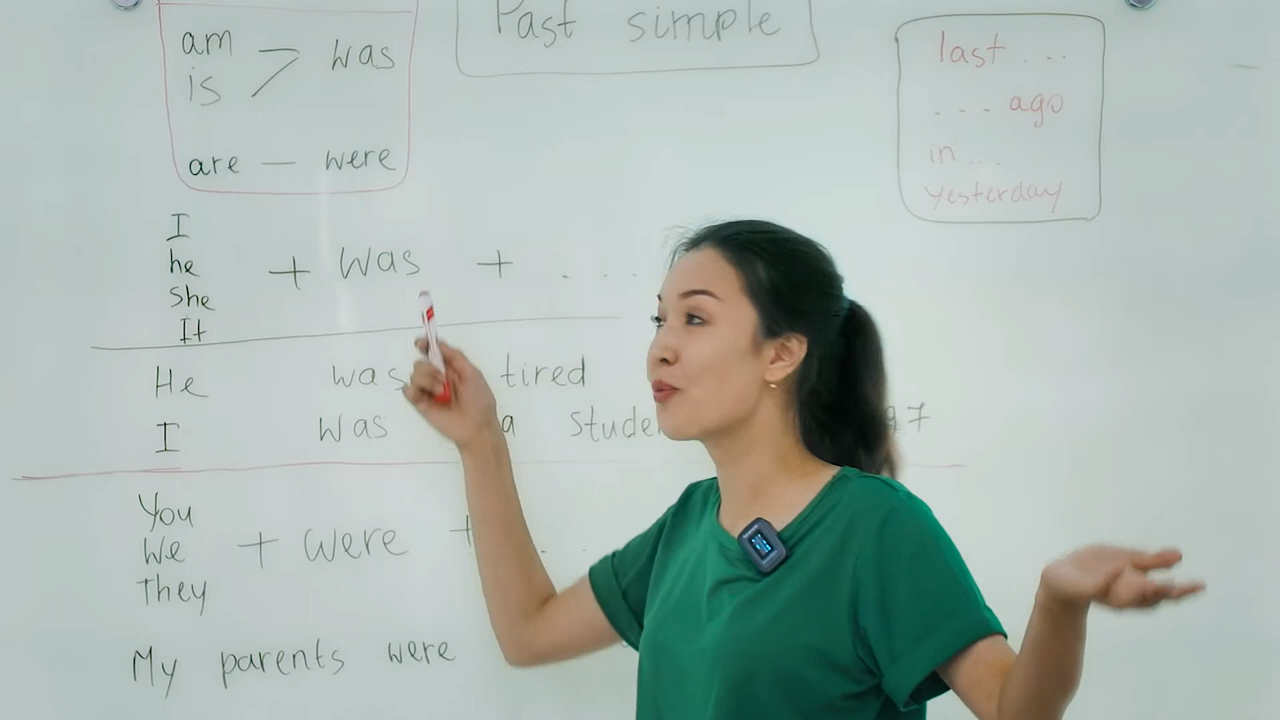 am
is > was
are — were
Past simple
last ...
... ago
in ...
yesterday
I
he
she
It
+ was + ....
He was tired
I was a
You
We
They
+ were +
My parents were